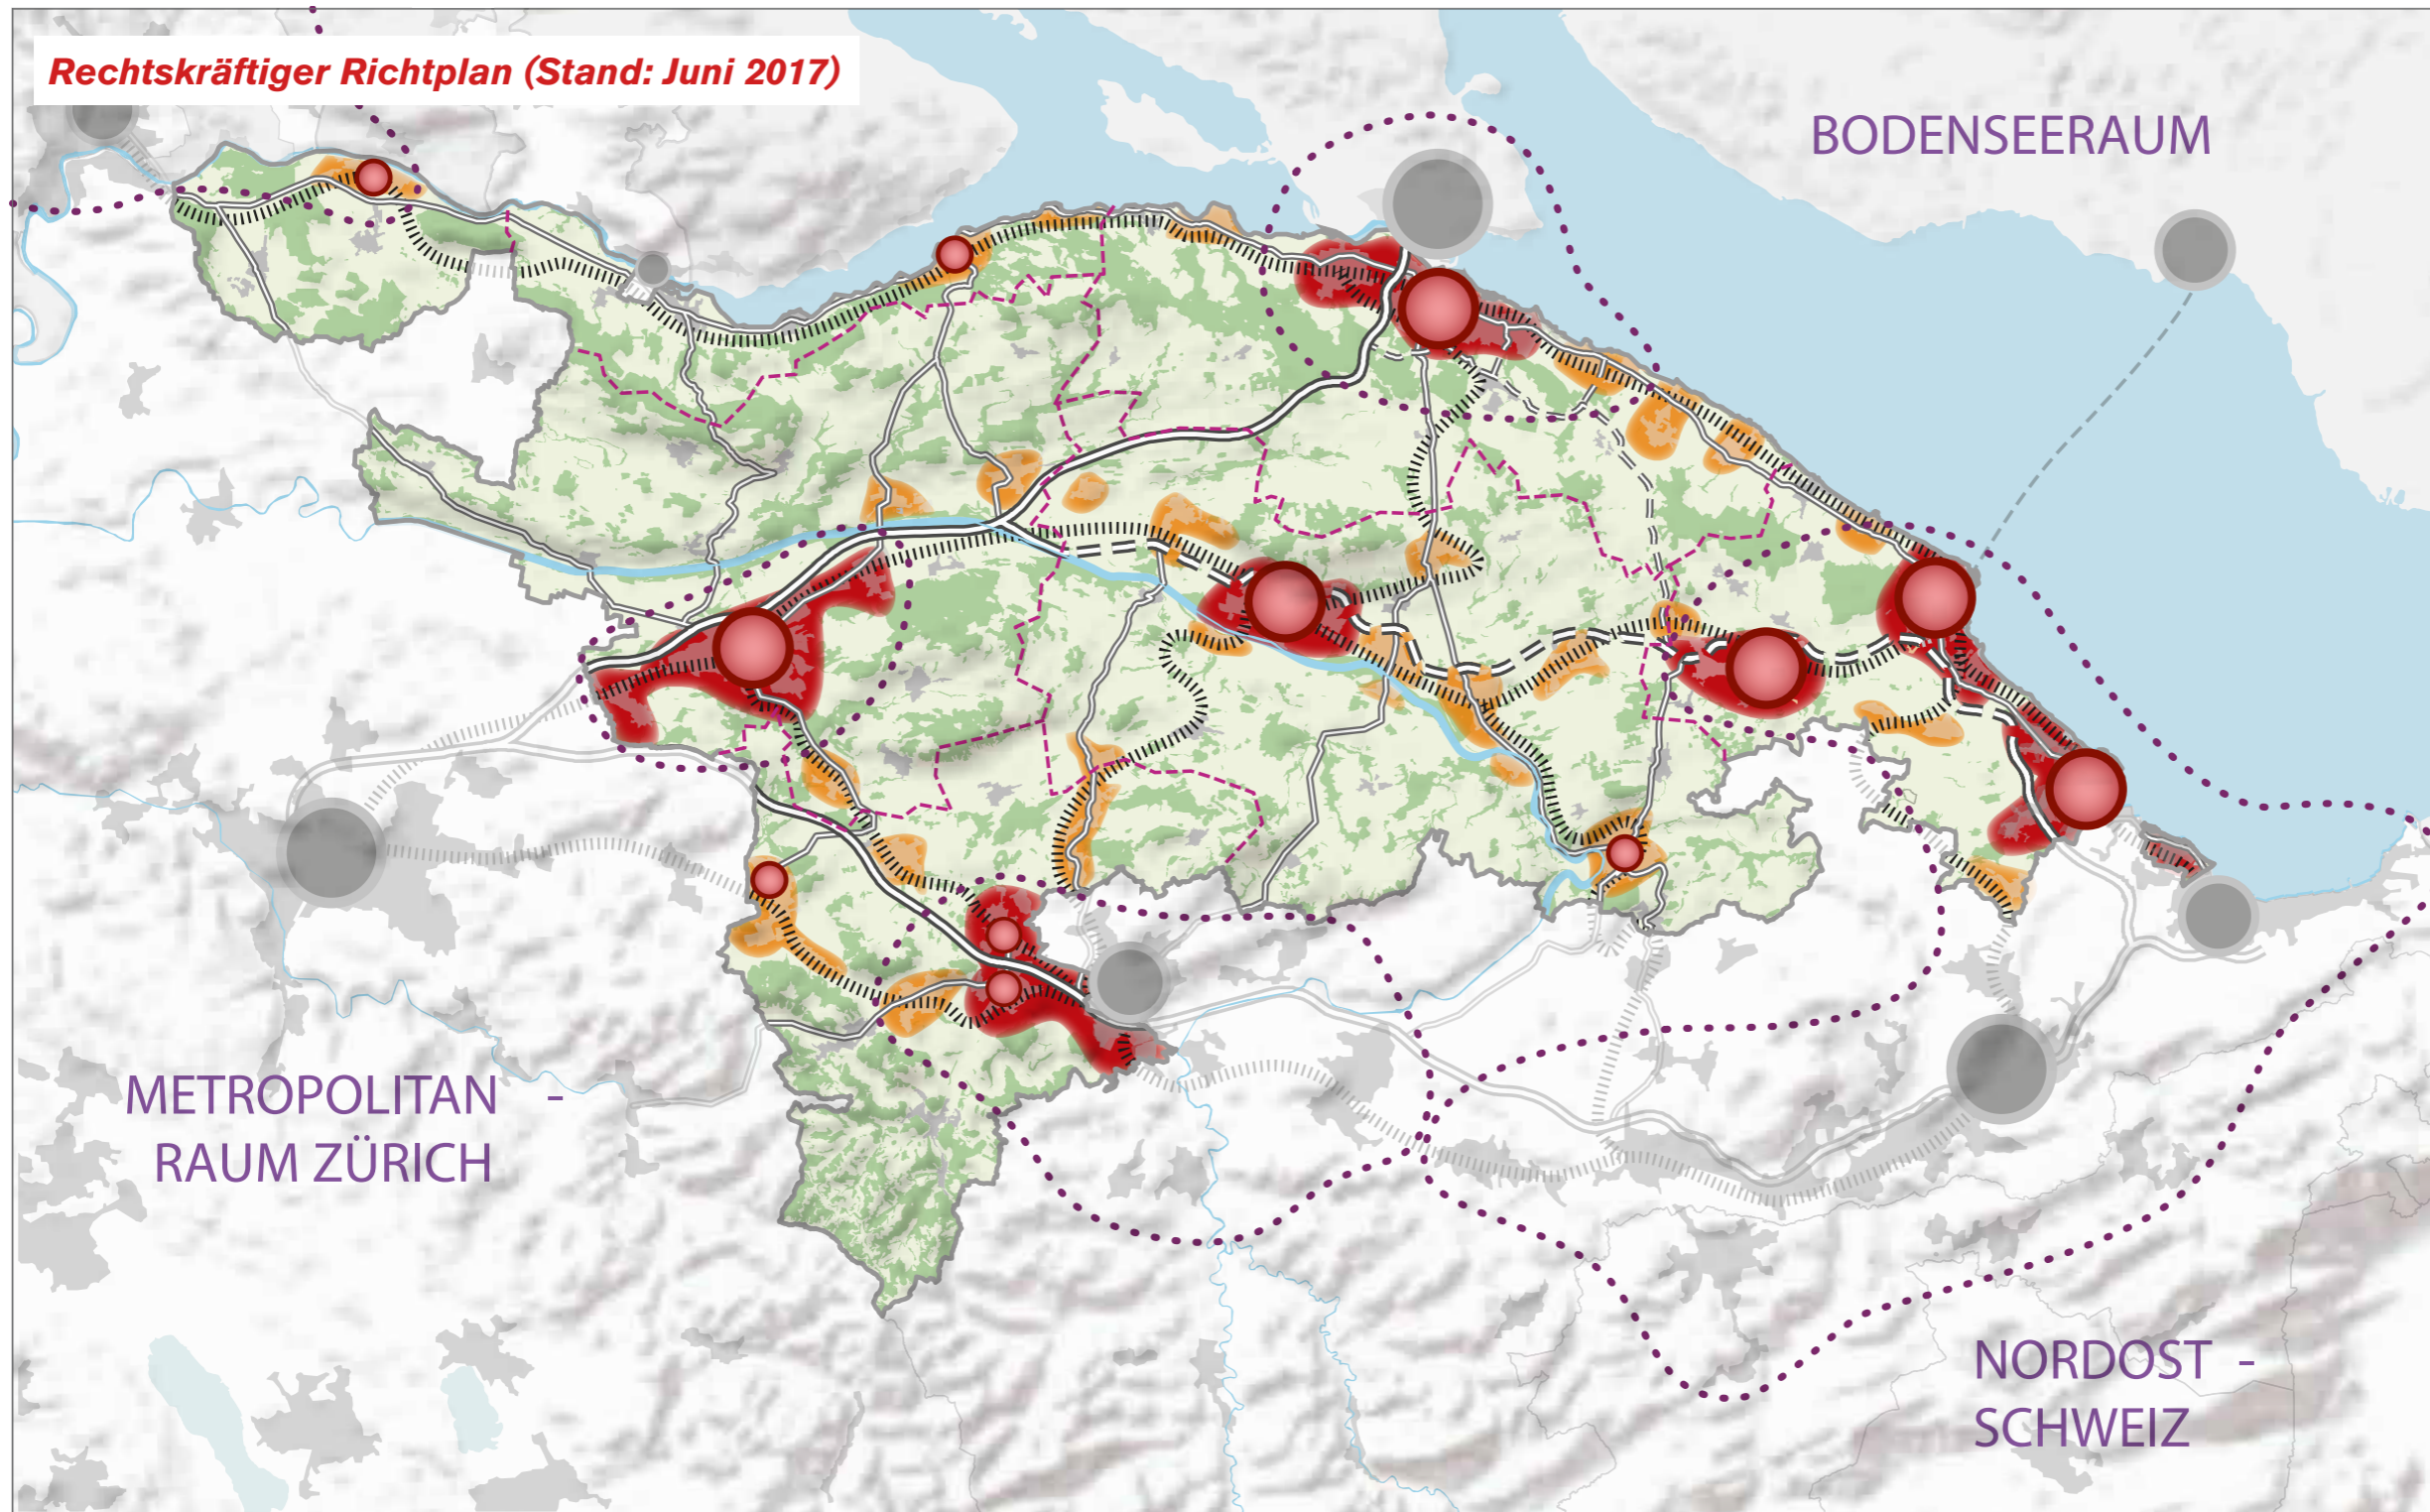 Rechtskräftiger Richtplan (Stand: Juni 2017)
BODENSEERAUM
METROPOLITAN -
RAUM ZÜRICH
NORDOST -
SCHWEIZ